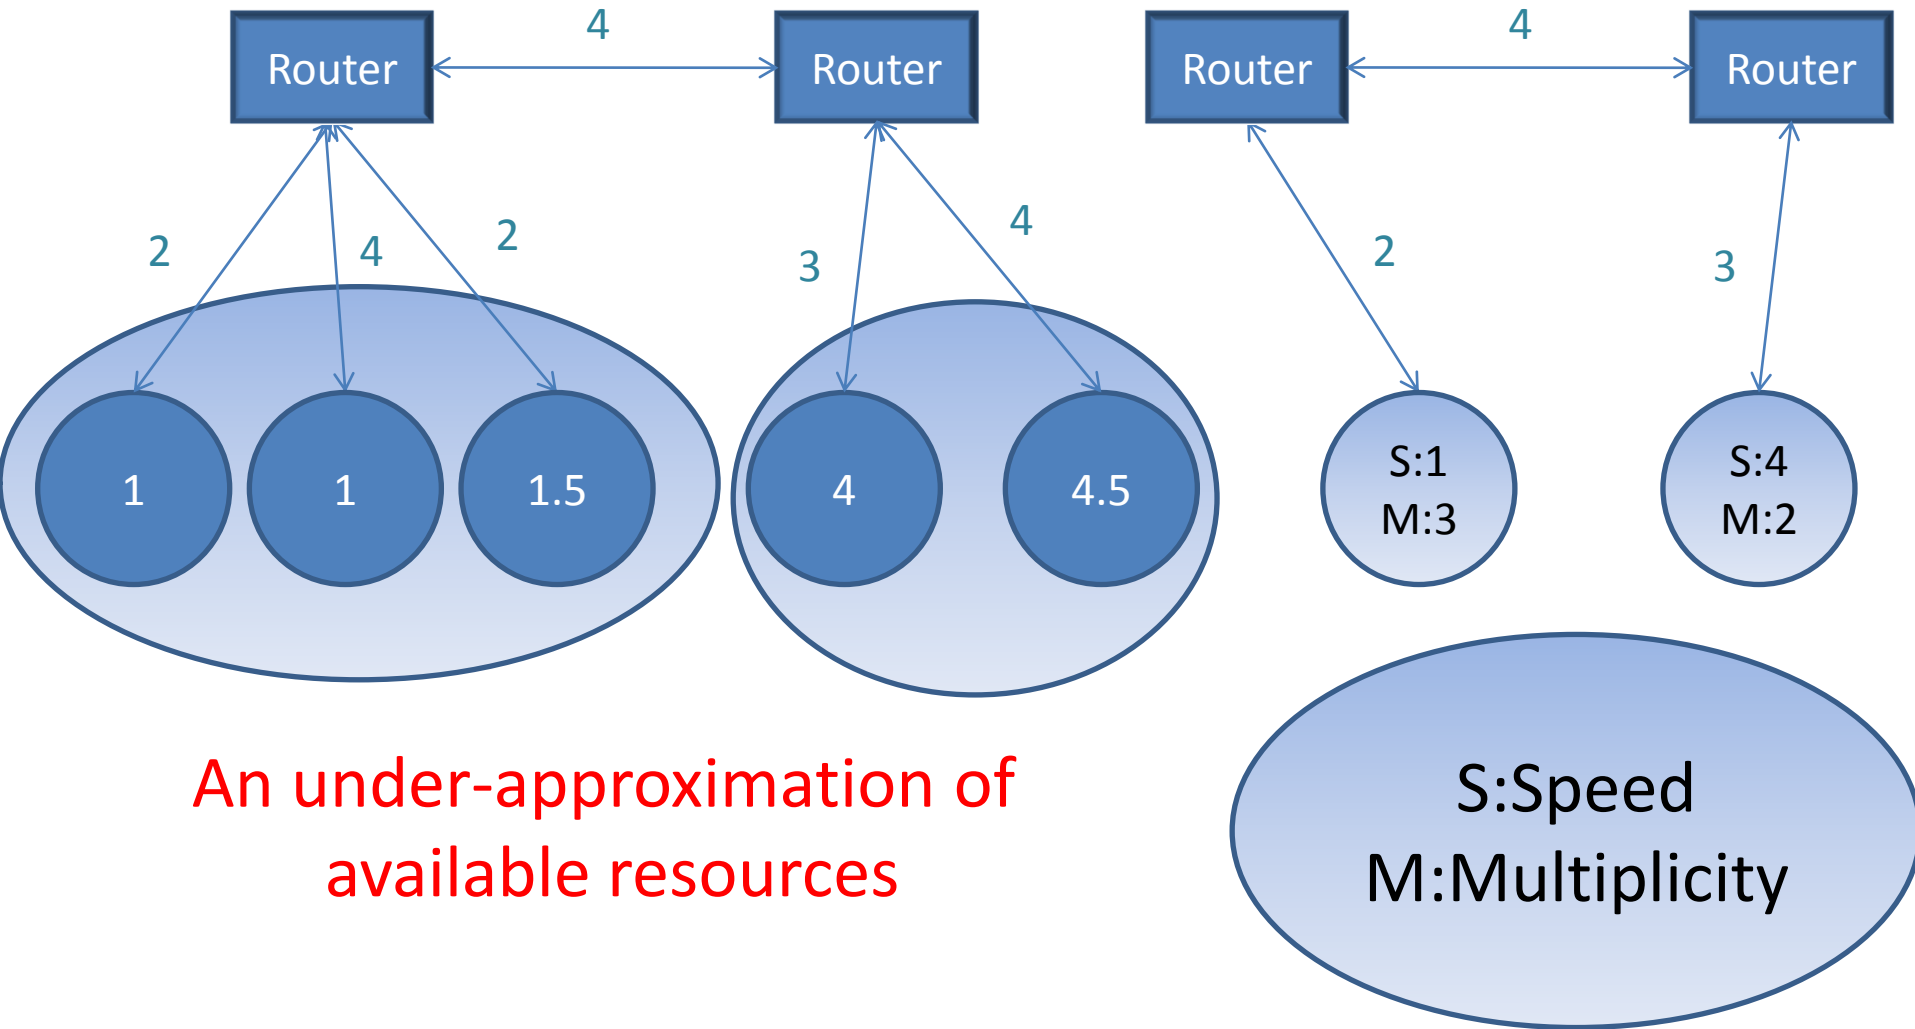 4
4
Router
Router
Router
Router
2
4
2
3
4
2
3
1
1
1.5
4
4.5
S:1
M:3
S:4
M:2
An under-approximation of
available resources
S:Speed
M:Multiplicity